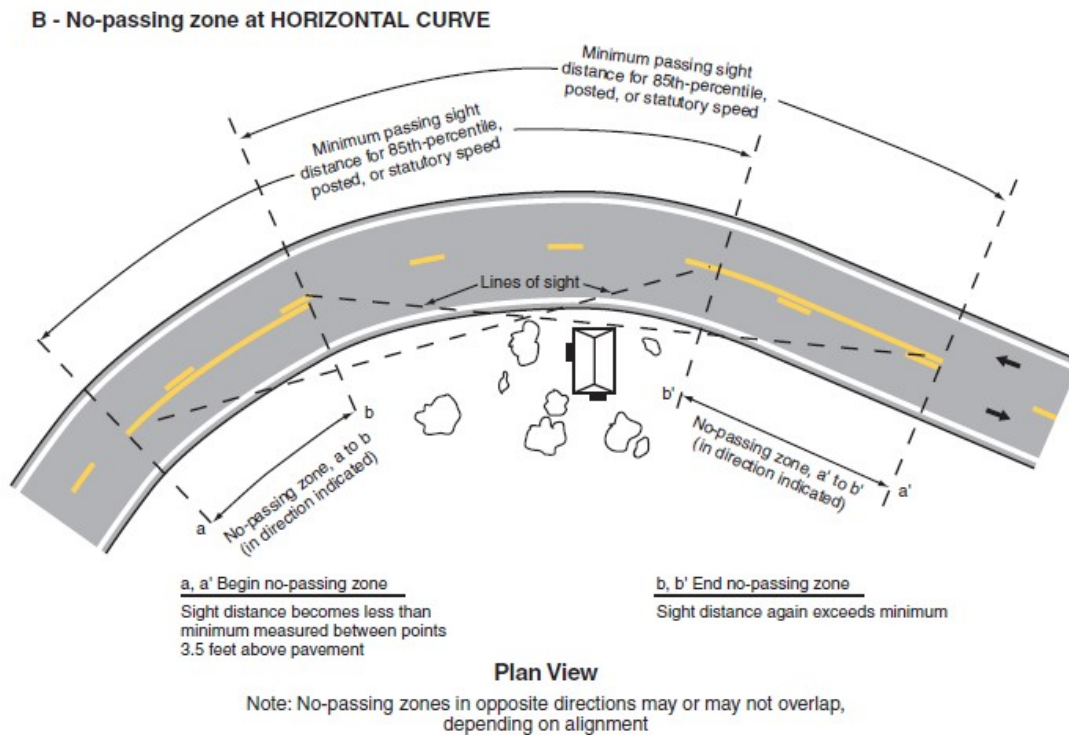 B - No-passing zone at HORIZONTAL CURVE
Minimum passing sight
distance for 85th-percentile,
posted, or statutory speed
Minimum passing sight
distance for 85th-percentile,
posted, or statutory speed
Lines of sight
b
b'
No-passing zone, a to b
(in direction indicated)
No-passing zone, a' to b'
(in direction indicated)
a
a'
a, a' Begin no-passing zone
Sight distance becomes less than
minimum measured between points
3.5 feet above pavement
b, b' End no-passing zone
Sight distance again exceeds minimum
Plan View
Note: No-passing zones in opposite directions may or may not overlap,
depending on alignment